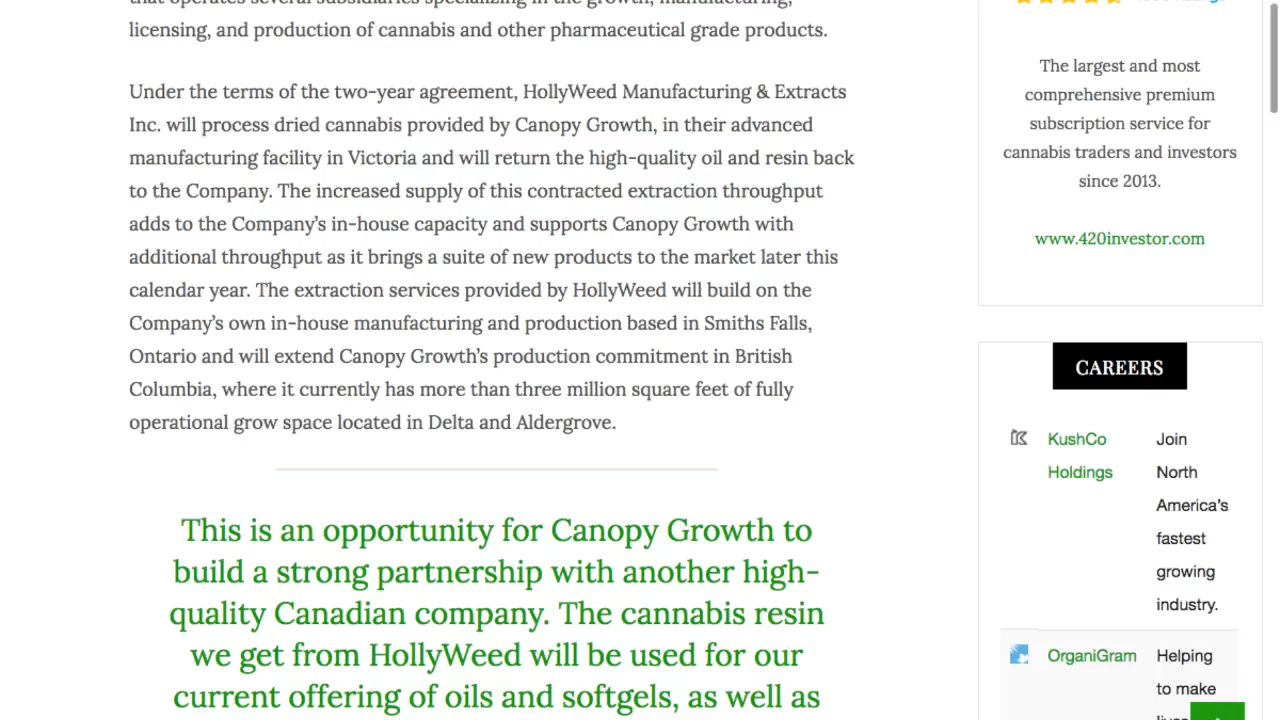 licensing, and production of cannabis and other pharmaceutical grade products.
Under the terms of the two-year agreement, HollyWeed Manufacturing & Extracts
Inc. will process dried cannabis provided by Canopy Growth, in their advanced
manufacturing facility in Victoria and will return the high-quality oil and resin back
to the Company. The increased supply of this contracted extraction throughput
adds to the Company’s in-house capacity and supports Canopy Growth with
additional throughput as it brings a suite of new products to the market later this
calendar year. The extraction services provided by HollyWeed will build on the
Company’s own in-house manufacturing and production based in Smiths Falls,
Ontario and will extend Canopy Growth’s production commitment in British
Columbia, where it currently has more than three million square feet of fully
operational grow space located in Delta and Aldergrove.
This is an opportunity for Canopy Growth to
build a strong partnership with another high-
quality Canadian company. The cannabis resin
we get from HollyWeed will be used for our
current offering of oils and softgels, as well as
The largest and most
comprehensive premium
subscription service for
cannabis traders and investors
since 2013.
www.420investor.com
CAREERS
KushCo
Holdings
Join
North
America's
fastest
growing
industry.
OrganiGram
Helping
to make